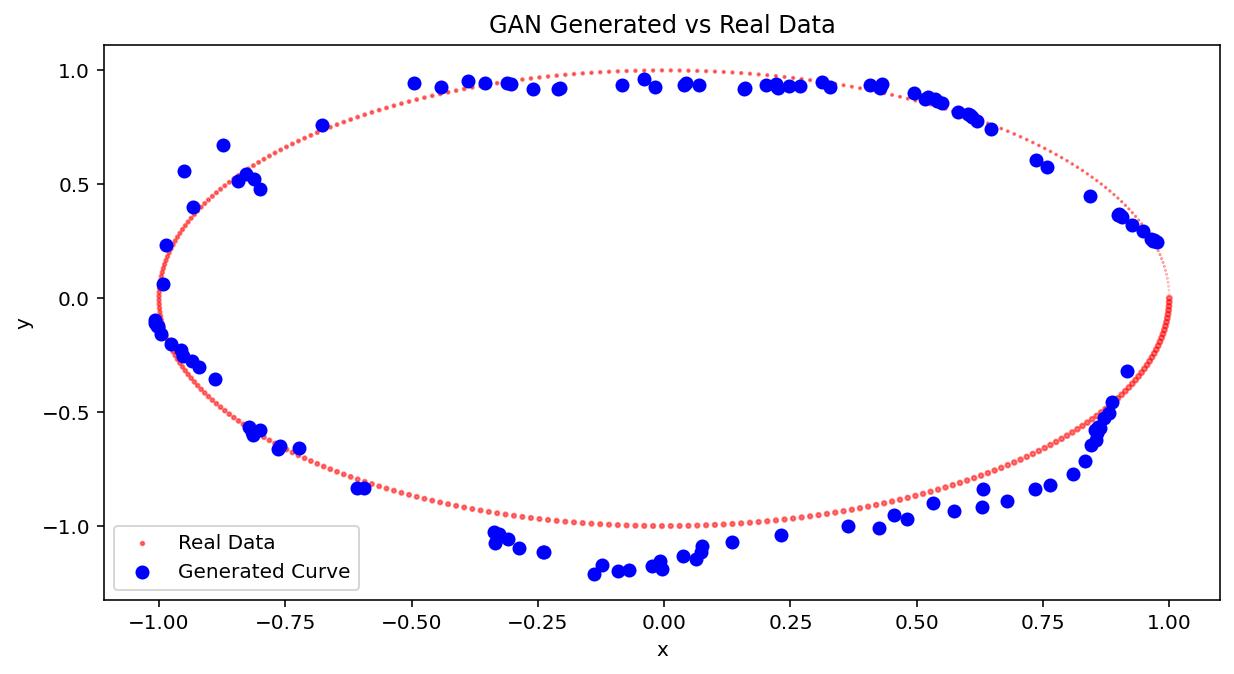 GAN Generated vs Real Data
1.0
0.5
0.0
−0.5
−1.0
y
Real Data
Generated Curve
−1.00 −0.75 −0.50 −0.25 0.00 0.25 0.50 0.75 1.00
x